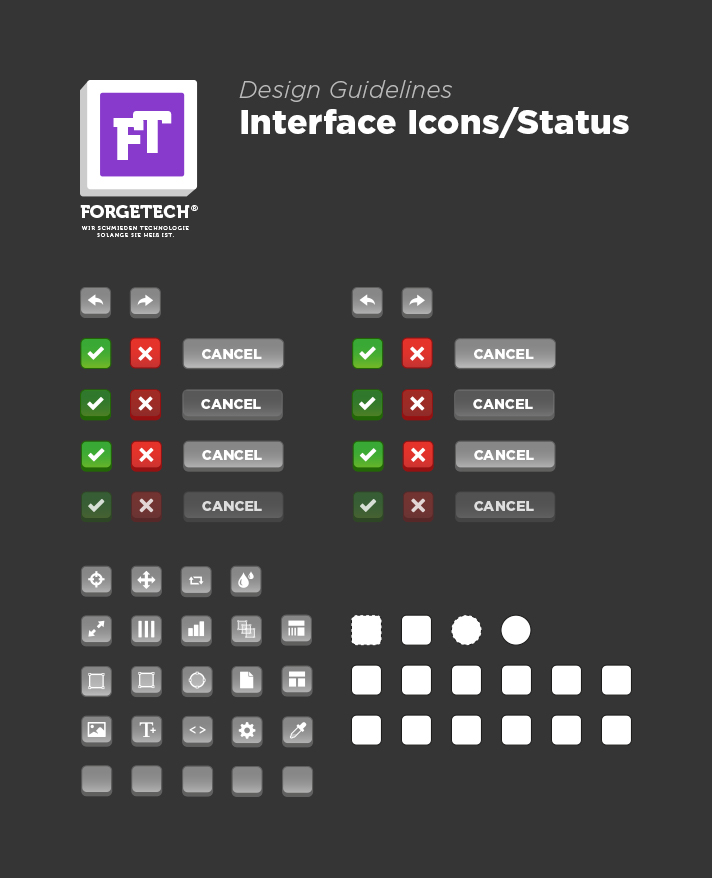 Design Guidelines
Interface Icons/Status
FT
FORGETECH®
WIR SCHMIEDEN TECHNOLOGIE
SOLANGE SIE HEIß IST.
CANCEL
CANCEL
CANCEL
CANCEL
CANCEL
CANCEL
CANCEL
CANCEL
T+
<>